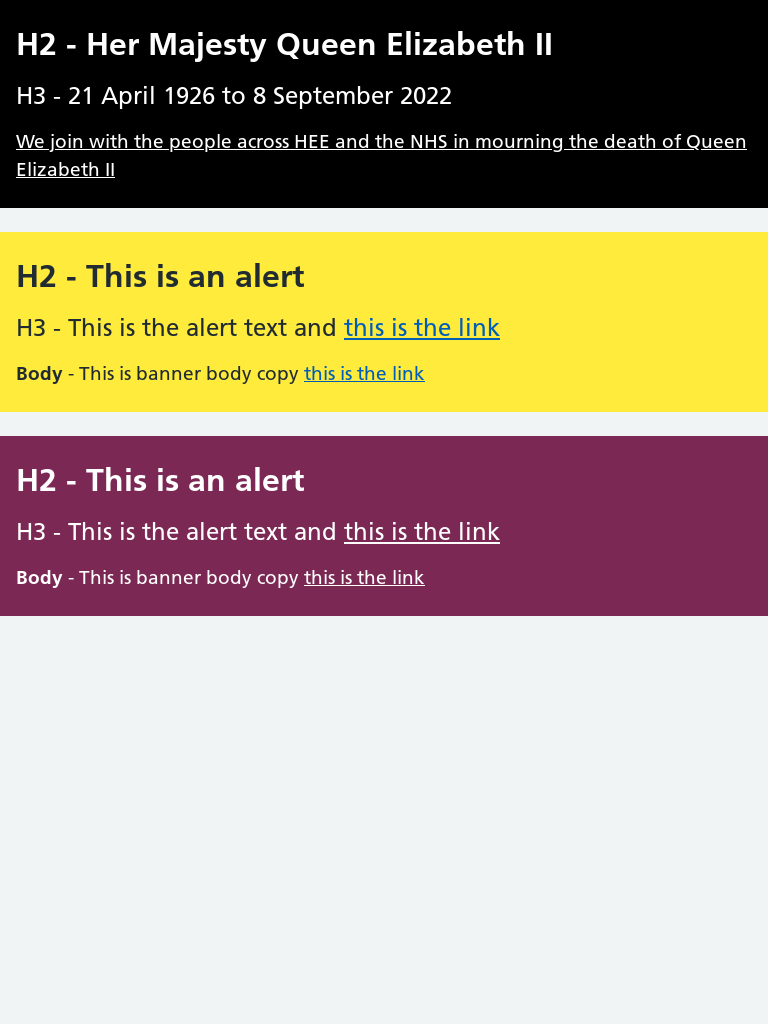 H2 - Her Majesty Queen Elizabeth II
H3 - 21 April 1926 to 8 September 2022
We join with the people across HEE and the NHS in mourning the death of Queen
Elizabeth II
H2 - This is an alert
H3 - This is the alert text and this is the link
Body - This is banner body copy this is the link
H2 - This is an alert
H3 - This is the alert text and this is the link
Body - This is banner body copy this is the link